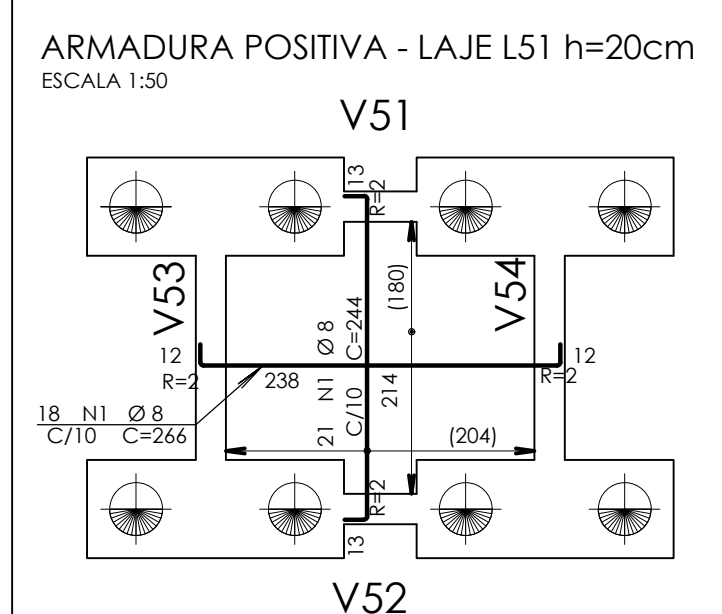 ARMADURA POSITIVA - LAJE L51 h=20cm
ESCALA 1:50
V51
13
R=2
V53
V54
(180)
21 N1 Ø 8
C/10 C=244
12
R=2
238
214
12
R=2
18 N1 Ø 8
C/10 C=266
(204)
R=2
13
V52